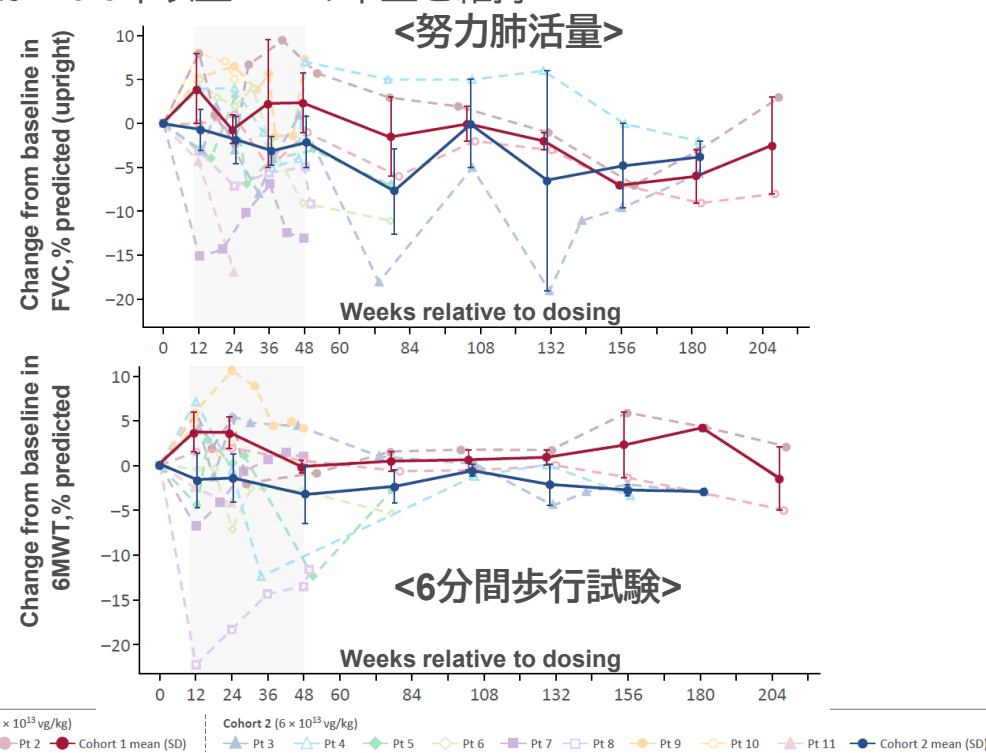 <努力肺活量>
Change from baseline in
FVC,% predicted (upright)
10
5
0
−5
−10
−15
−20
Weeks relative to dosing
0 12 24 36 48 60 84 108 132 156 180 204
Change from baseline in
6MWT,% predicted
10
5
0
−5
−10
−15
−20
<6分間歩行試験>
Weeks relative to dosing
0 12 24 36 48 60 84 108 132 156 180 204
× 10¹³ vg/kg)
Pt 2 Cohort 1 mean (SD)
Cohort 2 (6 × 10¹³ vg/kg)
Pt 3 Pt 4 Pt 5 Pt 6 Pt 7 Pt 8 Pt 9 Pt 10 Pt 11 Cohort 2 mean (SD)